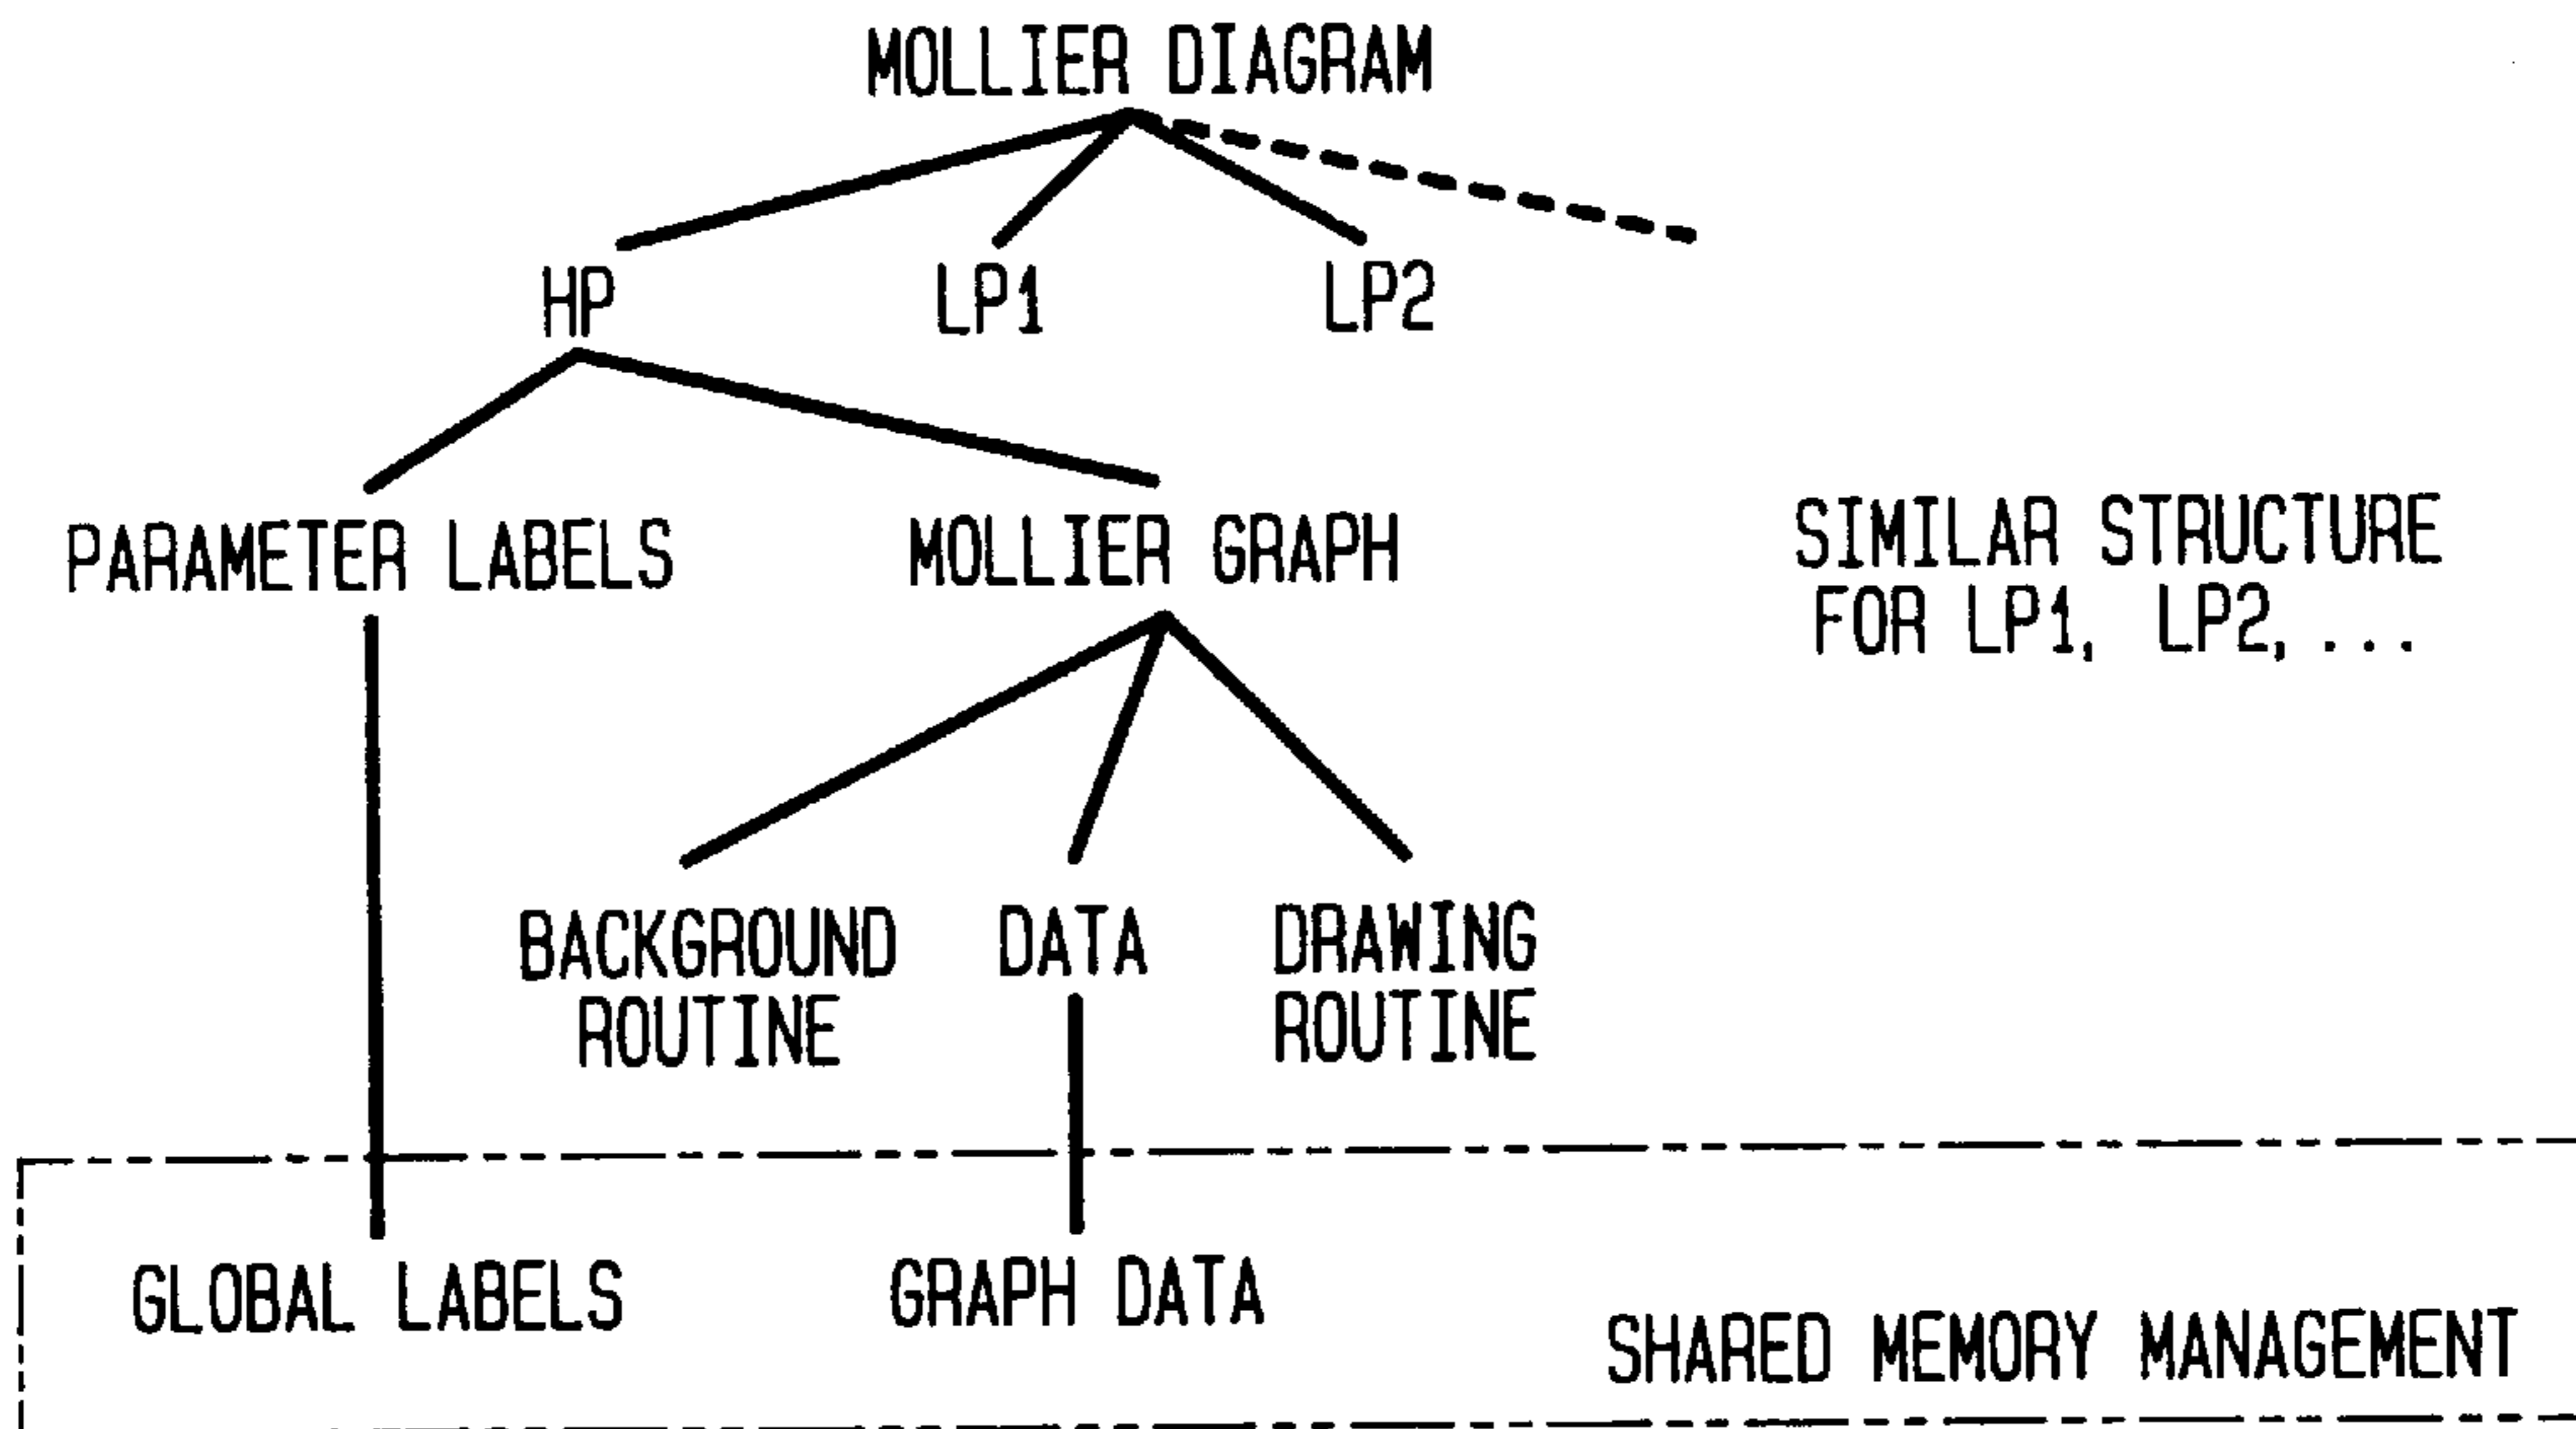 MOLLIER DIAGRAM
HP
LP1
LP2
PARAMETER LABELS
MOLLIER GRAPH
SIMILAR STRUCTURE
FOR LP1, LP2, ...
BACKGROUND
ROUTINE
DATA
DRAWING
ROUTINE
GLOBAL LABELS
GRAPH DATA
SHARED MEMORY MANAGEMENT